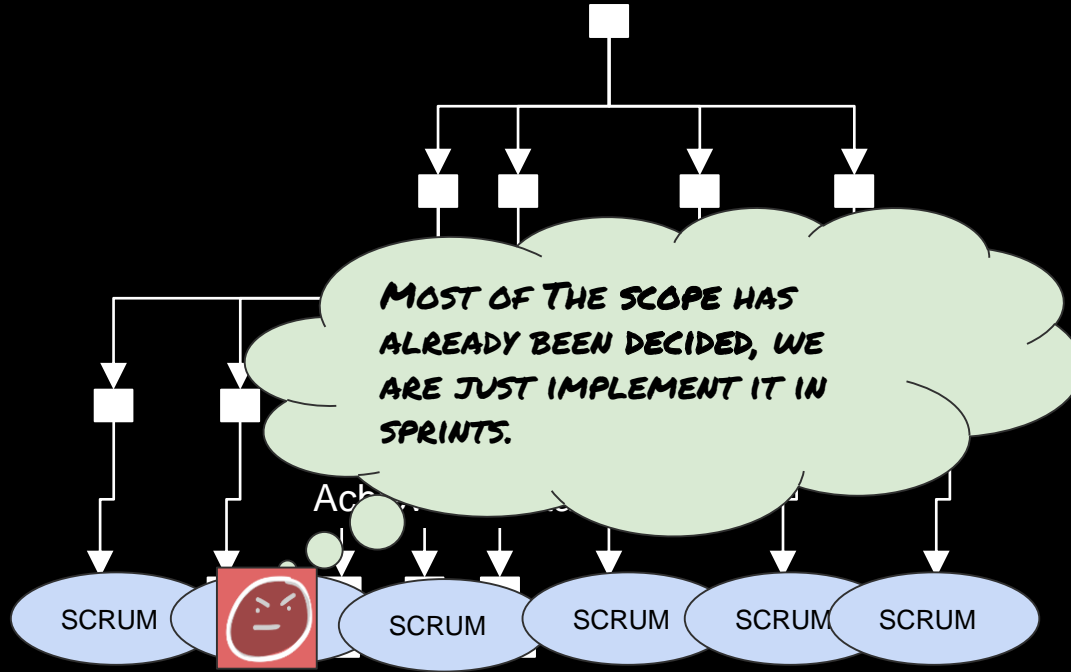 MOST OF THE SCOPE HAS
ALREADY BEEN DECIDED, WE
ARE JUST IMPLEMENT IT IN
SPRINTS.
SCRUM
SCRUM
SCRUM
SCRUM
SCRUM